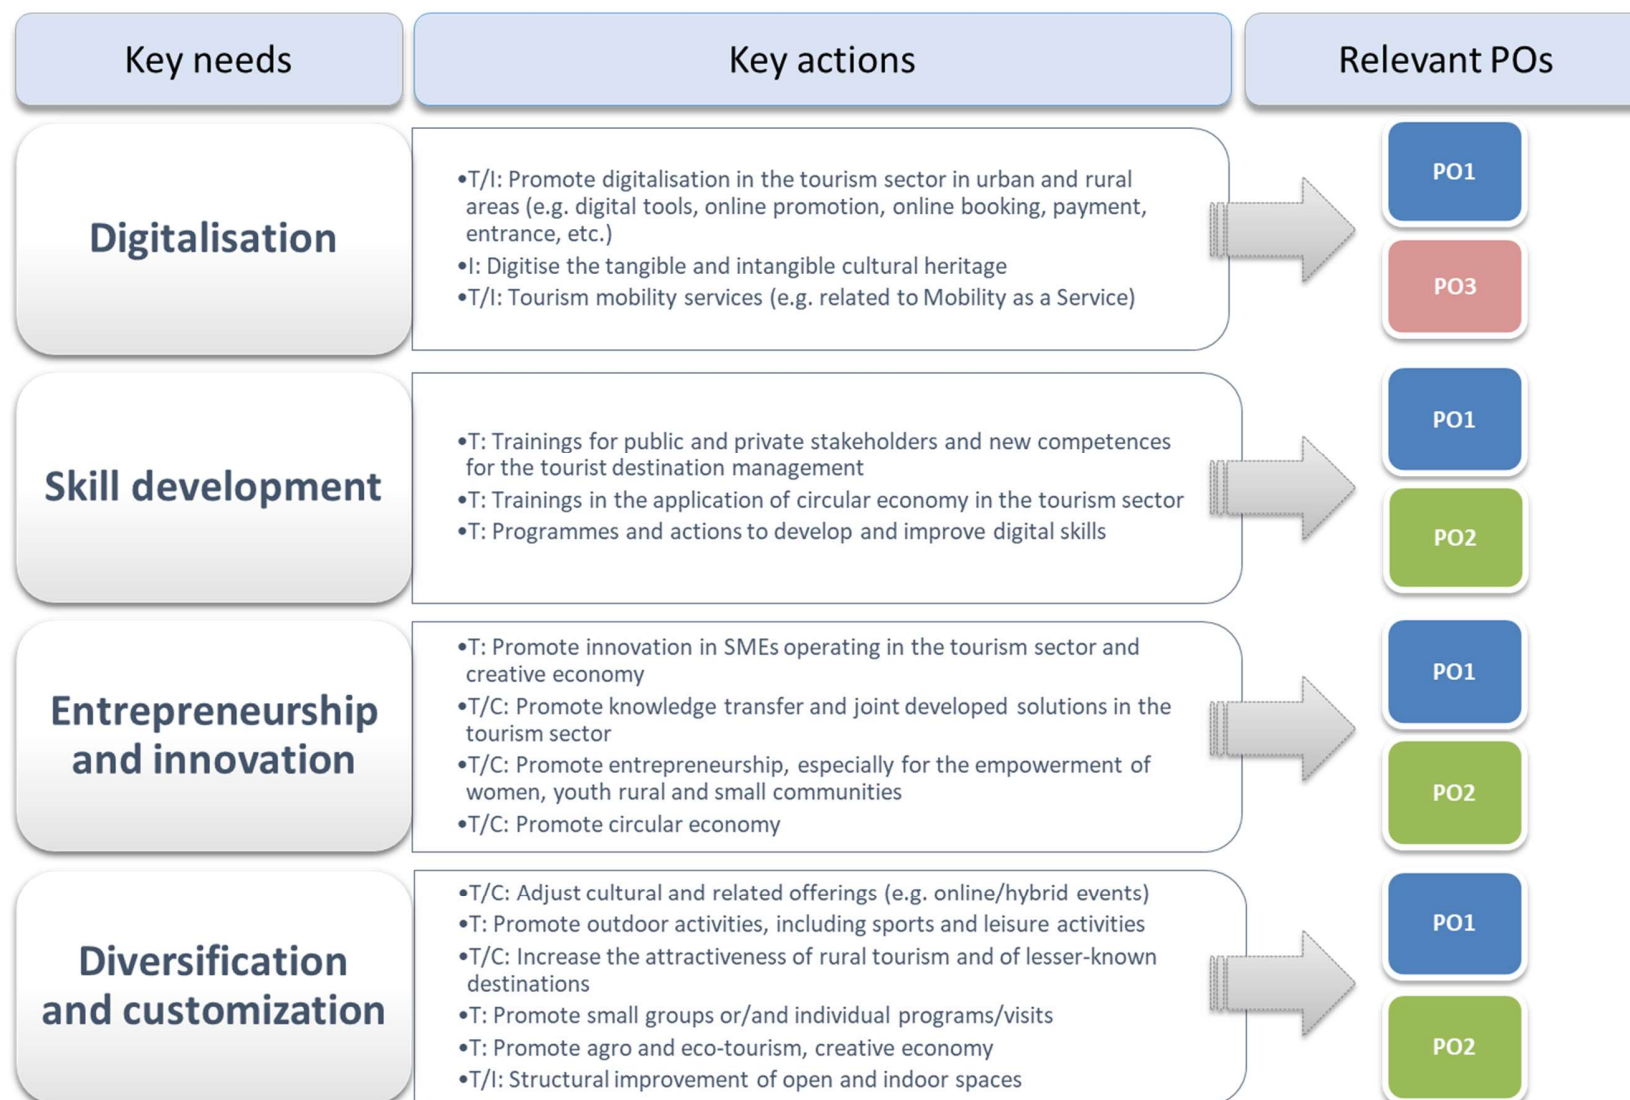 Key needs
Key actions
Relevant POs
Digitalisation
•T/I: Promote digitalisation in the tourism sector in urban and rural
areas (e.g. digital tools, online promotion, online booking, payment,
entrance, etc.)
•I: Digitise the tangible and intangible cultural heritage
•T/I: Tourism mobility services (e.g. related to Mobility as a Service)
PO1
PO3
Skill development
•T: Trainings for public and private stakeholders and new competences
for the tourist destination management
•T: Trainings in the application of circular economy in the tourism sector
•T: Programmes and actions to develop and improve digital skills
PO1
PO2
Entrepreneurship
and innovation
•T: Promote innovation in SMEs operating in the tourism sector and
creative economy
•T/C: Promote knowledge transfer and joint developed solutions in the
tourism sector
•T/C: Promote entrepreneurship, especially for the empowerment of
women, youth rural and small communities
•T/C: Promote circular economy
PO1
PO2
Diversification
and customization
•T/C: Adjust cultural and related offerings (e.g. online/hybrid events)
•T: Promote outdoor activities, including sports and leisure activities
•T/C: Increase the attractiveness of rural tourism and of lesser-known
destinations
•T: Promote small groups or/and individual programs/visits
•T: Promote agro and eco-tourism, creative economy
•T/I: Structural improvement of open and indoor spaces
PO1
PO2